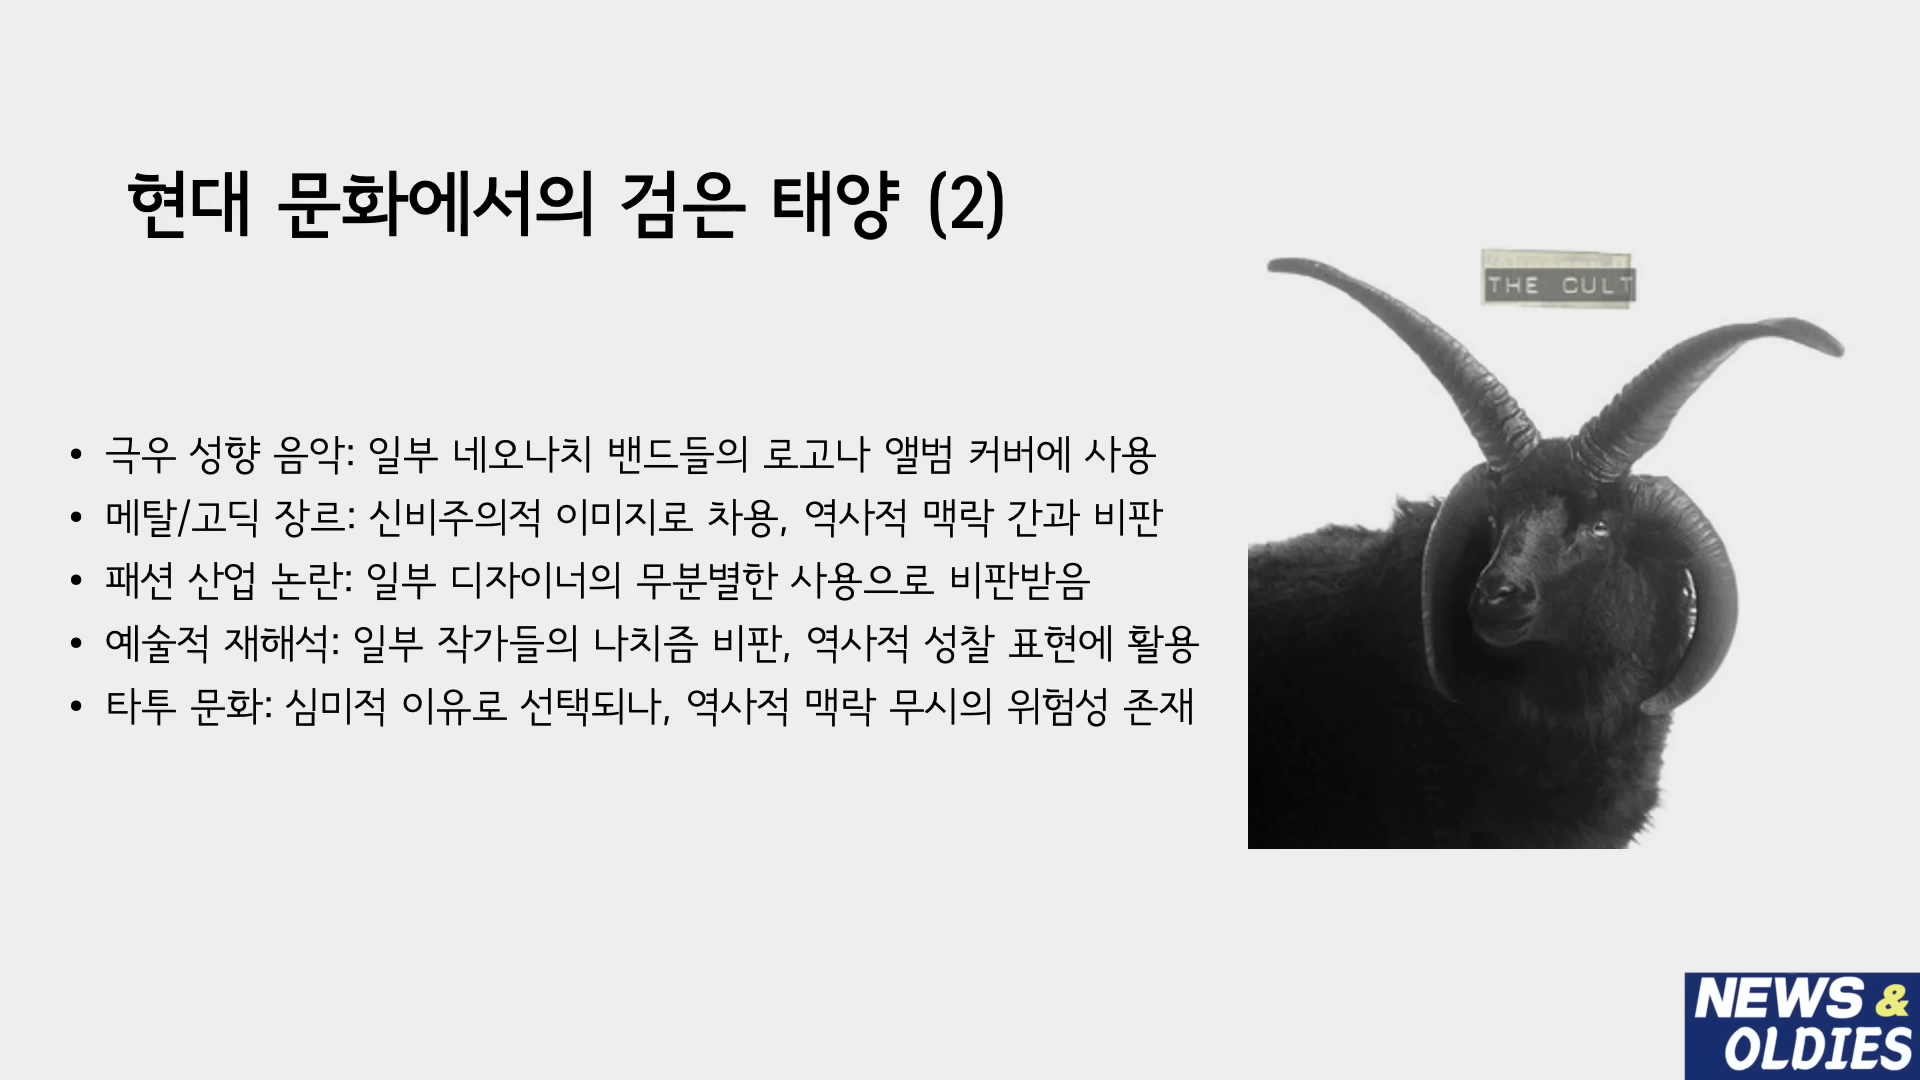 현대 문화에서의 검은 태양 (2)
THE CULT
• 극우 성향 음악: 일부 네오나치 밴드들의 로고나 앨범 커버에 사용
• 메탈/고딕 장르: 신비주의적 이미지로 차용, 역사적 맥락 간과 비판
• 패션 산업 논란: 일부 디자이너의 무분별한 사용으로 비판받음
• 예술적 재해석: 일부 작가들의 나치즘 비판, 역사적 성찰 표현에 활용
• 타투 문화: 심미적 이유로 선택되나, 역사적 맥락 무시의 위험성 존재
NEWS &
OLDIES